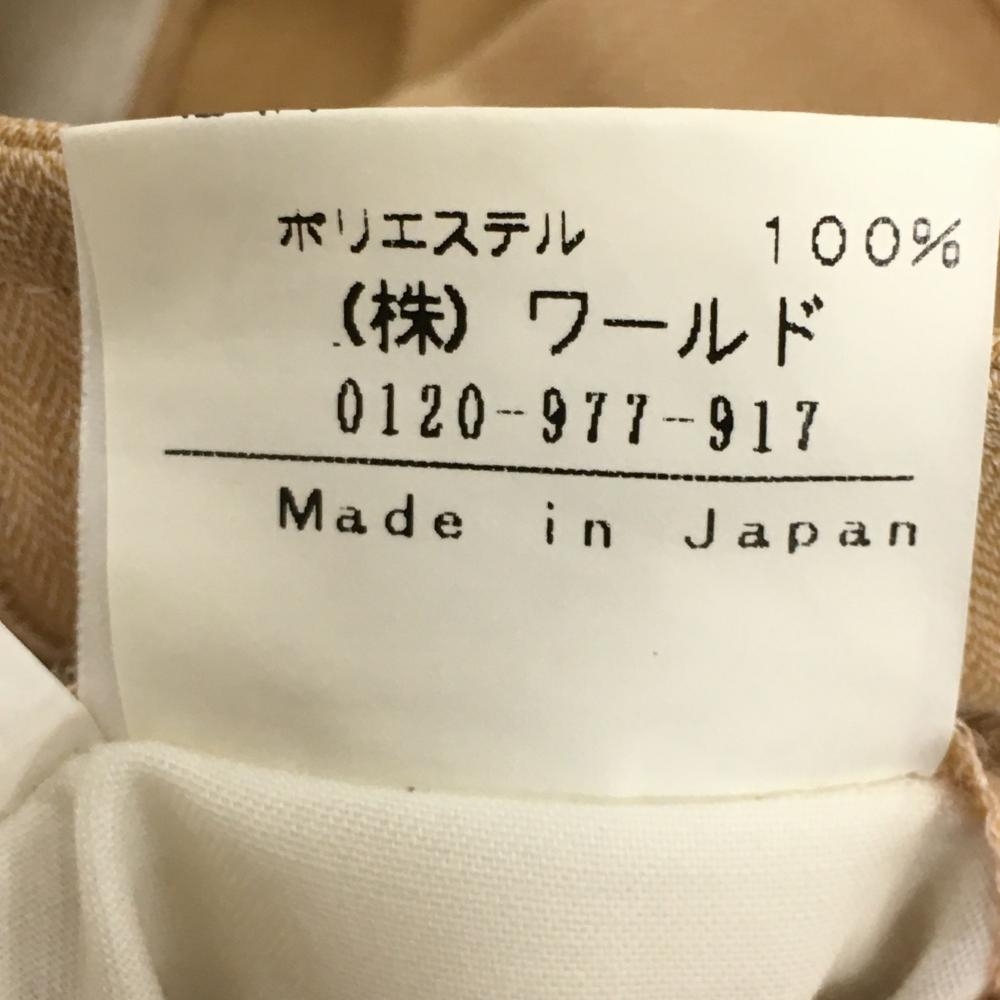 ポリエステル 100%
(株) ワールド
0120-977-917
Made in Japan